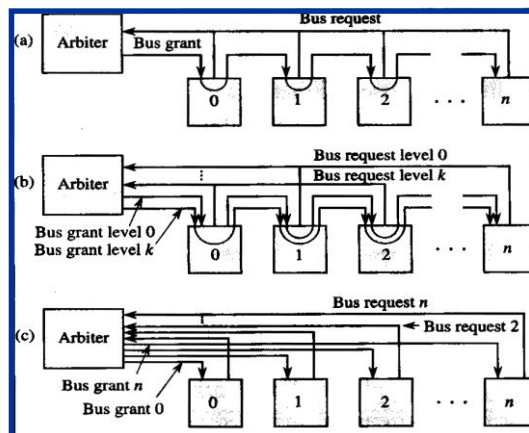 Bus request
(a)
Arbiter
Bus grant
0
1
2
. . .
n
Bus request level 0
Bus request level k
(b)
Arbiter
Bus grant level 0
Bus grant level k
0
1
2
. . .
n
Bus request n
(c)
Arbiter
Bus request 2
Bus grant n
Bus grant 0
0
1
2
. . .
n